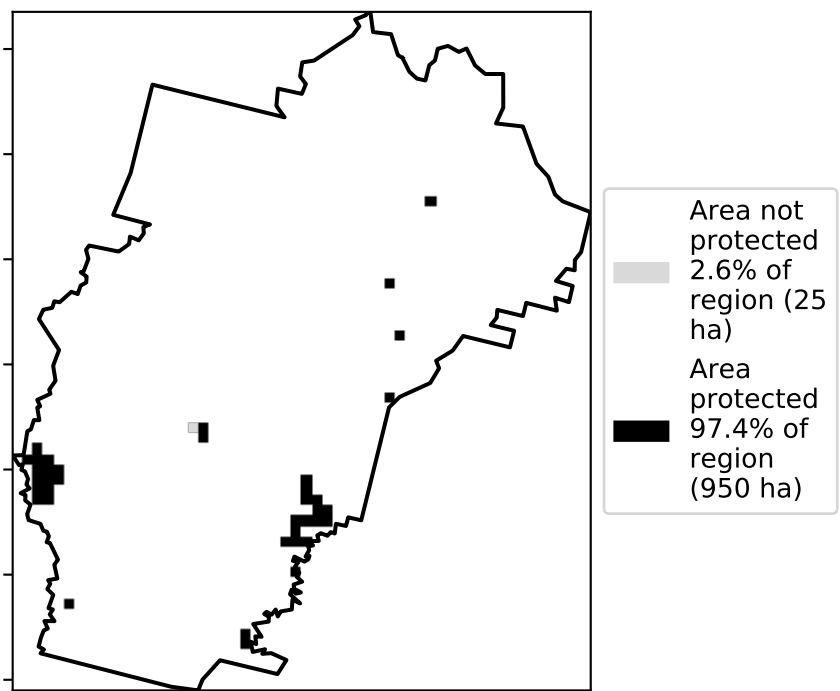 Area not
protected
2.6% of
region (25
ha)
Area
protected
97.4% of
region
(950 ha)